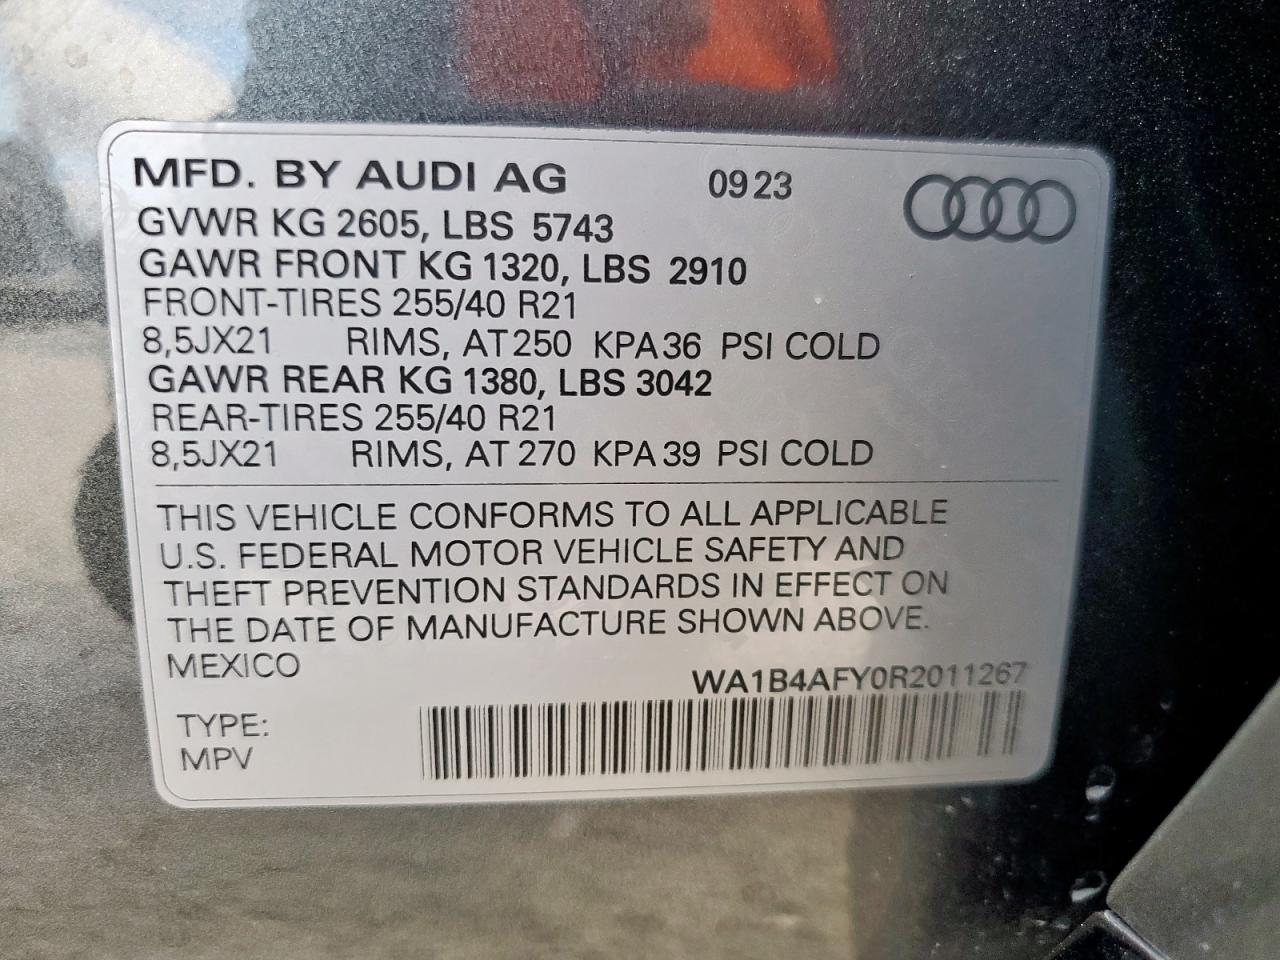 MFD. BY AUDI AG 09 23
GVWR KG 2605, LBS 5743
GAWR FRONT KG 1320, LBS 2910
FRONT-TIRES 255/40 R21
8,5JX21 RIMS, AT 250 KPA 36 PSI COLD
GAWR REAR KG 1380, LBS 3042
REAR-TIRES 255/40 R21
8,5JX21 RIMS, AT 270 KPA 39 PSI COLD
THIS VEHICLE CONFORMS TO ALL APPLICABLE
U.S. FEDERAL MOTOR VEHICLE SAFETY AND
THEFT PREVENTION STANDARDS IN EFFECT ON
THE DATE OF MANUFACTURE SHOWN ABOVE.
MEXICO
WA1B4AFY0R2011267
TYPE:
MPV